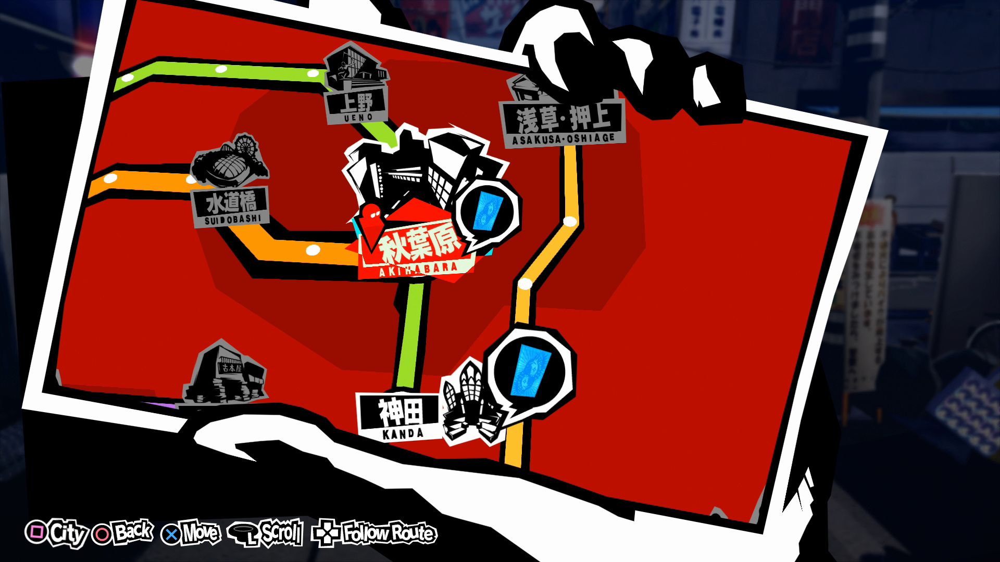 上野
UENO
浅草・押上
ASAKUSA・OSHIAGE
水道橋
SUIDOBASHI
秋葉原
AKIHABARA
古本屋
神田
KANDA
City
Back
Move
L Scroll
Follow Route